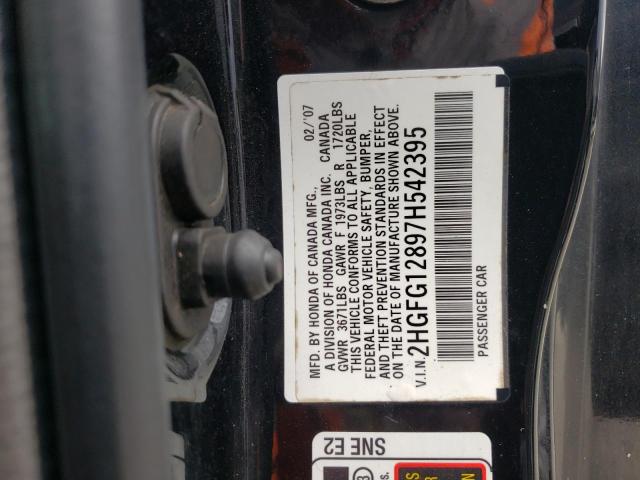 MFD. BY HONDA OF CANADA MFG., 02/'07
A DIVISION OF HONDA CANADA INC. CANADA
GVWR 3671LBS GAWR F 1973LBS R 1720LBS
THIS VEHICLE CONFORMS TO ALL APPLICABLE
FEDERAL MOTOR VEHICLE SAFETY, BUMPER,
AND THEFT PREVENTION STANDARDS IN EFFECT
ON THE DATE OF MANUFACTURE SHOWN ABOVE.
V.I.N. 2HGFG12897H542395
PASSENGER CAR
SNE E2